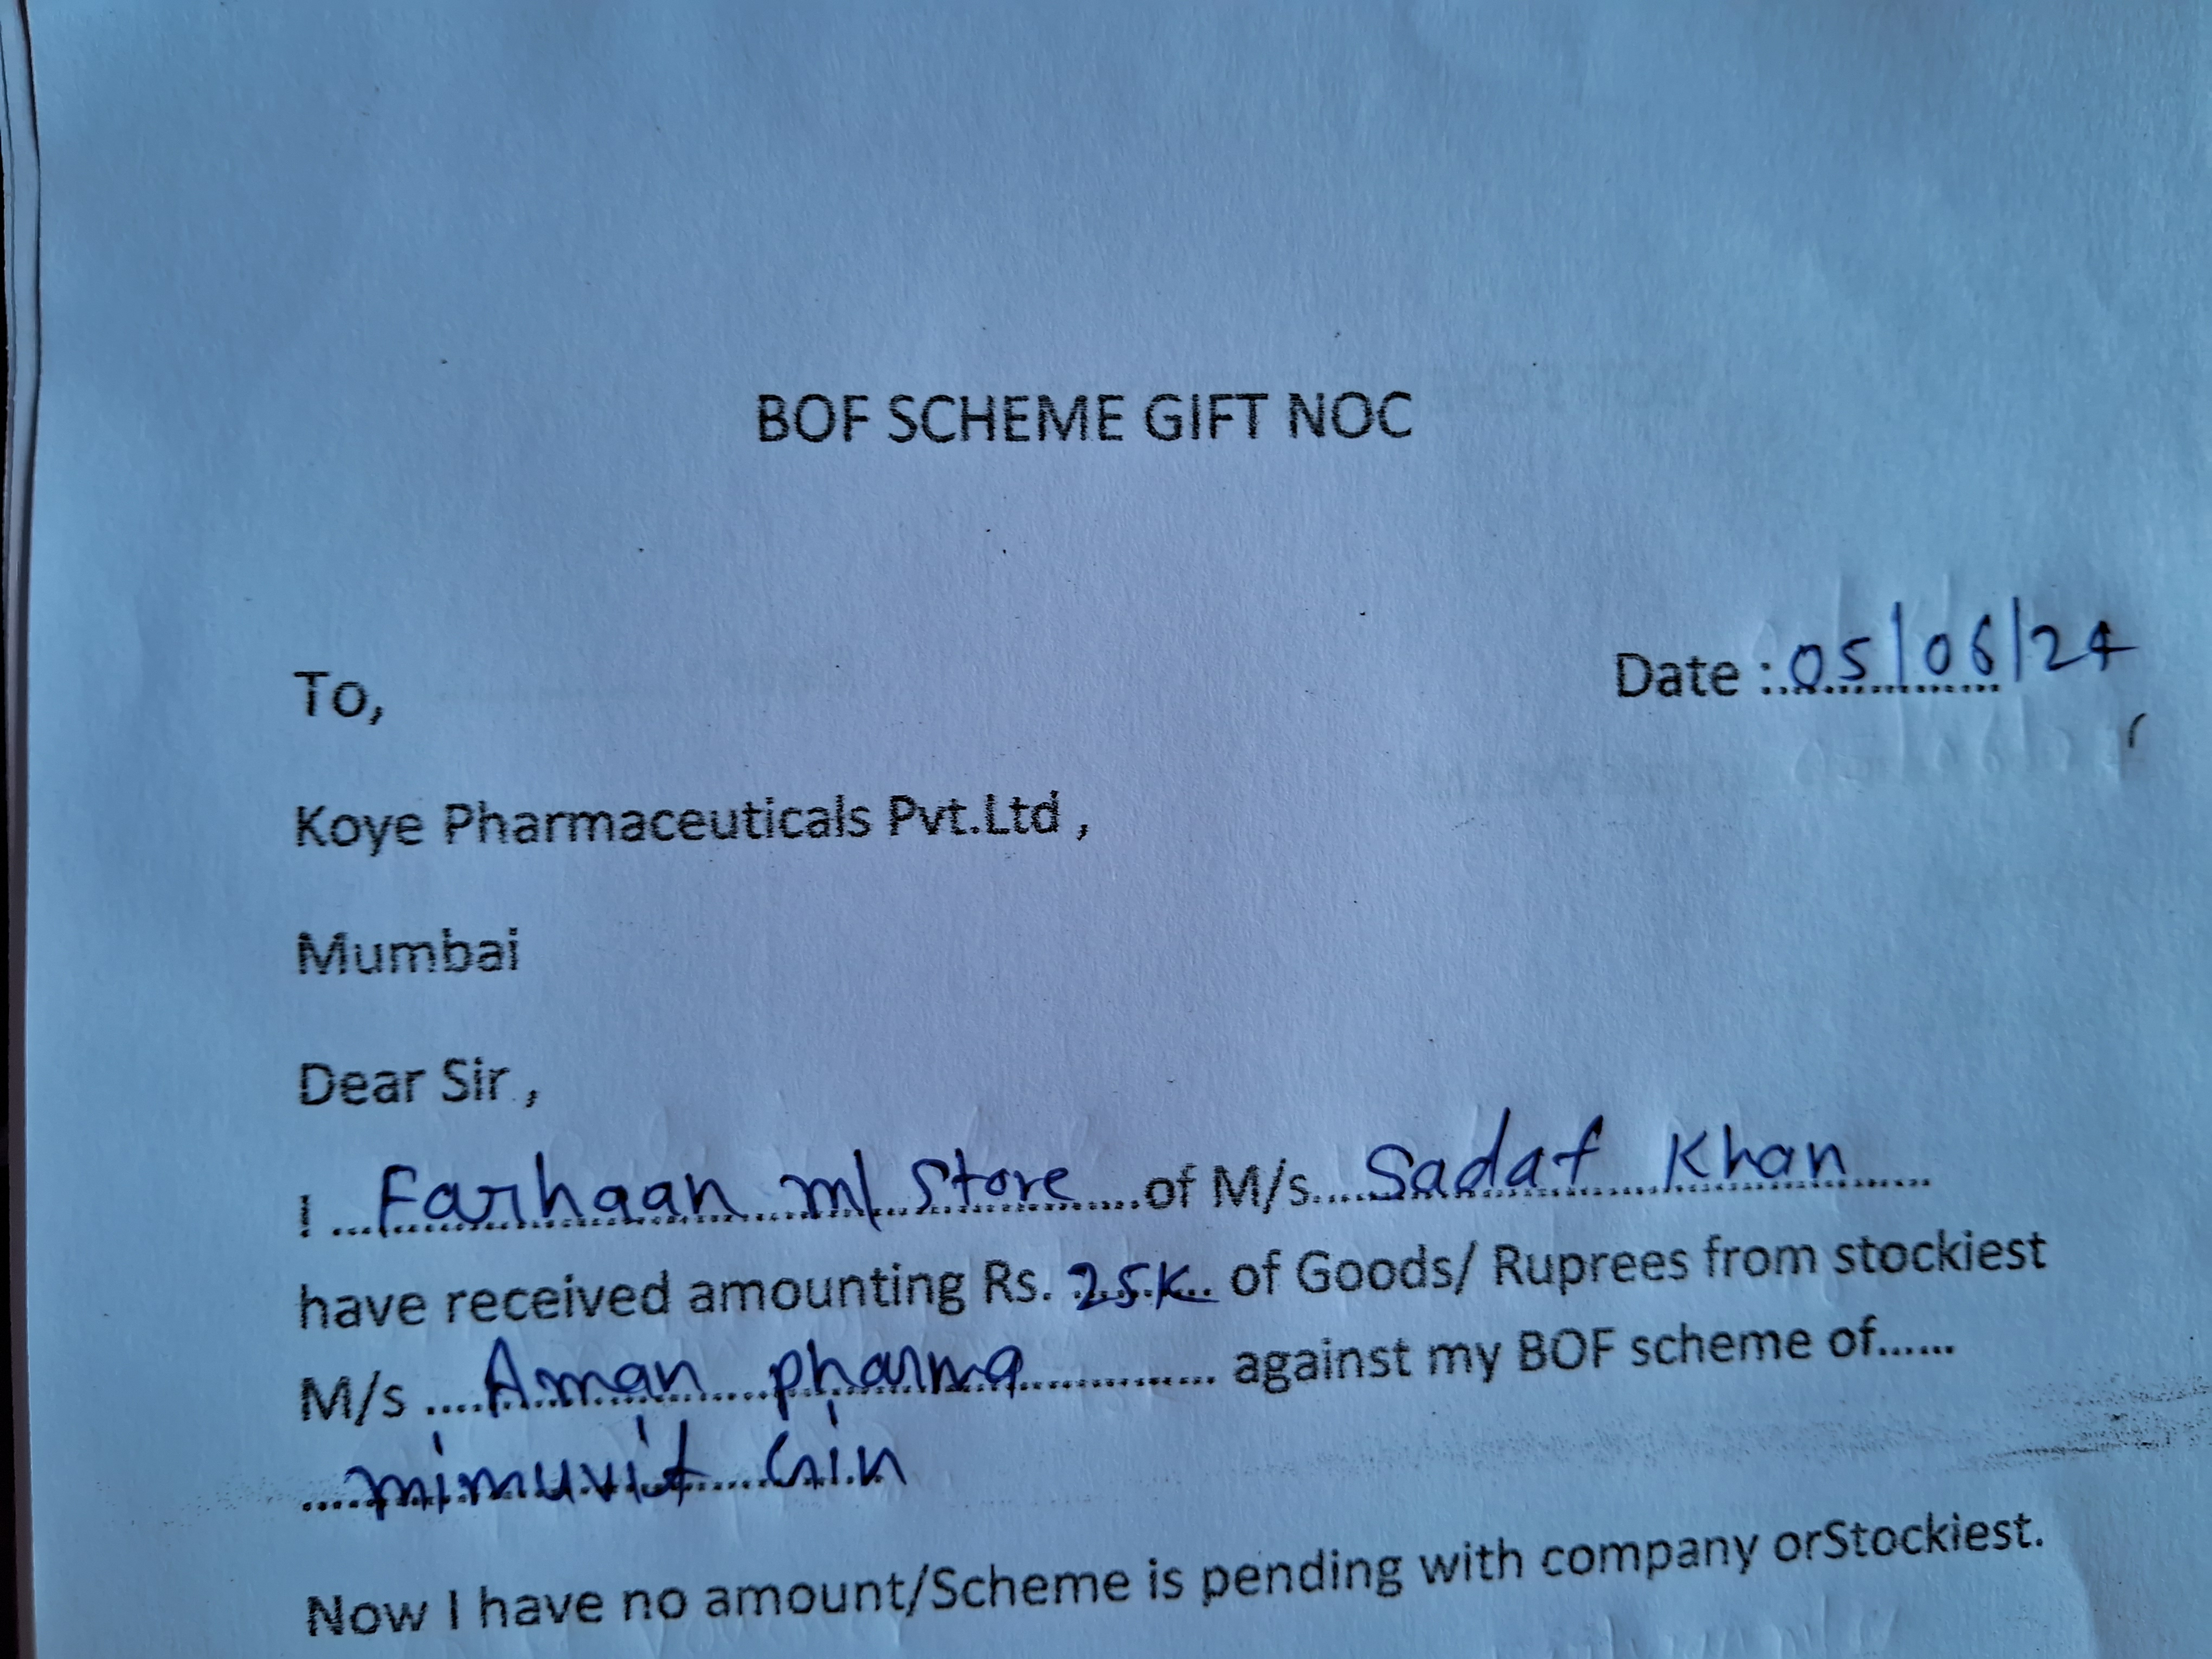 BOF SCHEME GIFT NOC
Date : 05/06/24
To,
Koye Pharmaceuticals Pvt.Ltd ,
Mumbai
Dear Sir ,
I ...Farhaan m/ Store....of M/s....Sadaf Khan......
have received amounting Rs. 25K.. of Goods/ Ruprees from stockiest
M/s ....Aman pharma............... against my BOF scheme of......
....mimuvit Gin
Now I have no amount/Scheme is pending with company orStockiest.